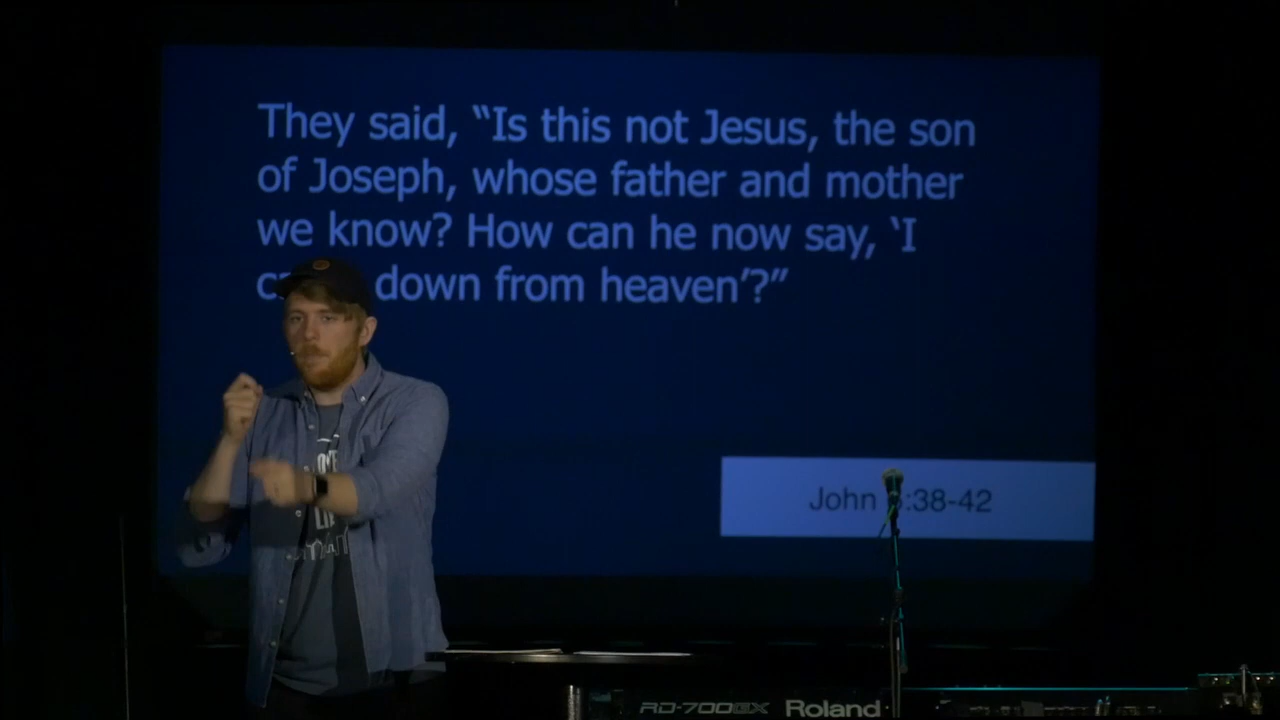 They said, “Is this not Jesus, the son
of Joseph, whose father and mother
we know? How can he now say, ‘I
down from heaven’?”
John :38-42
RD-700GX Roland